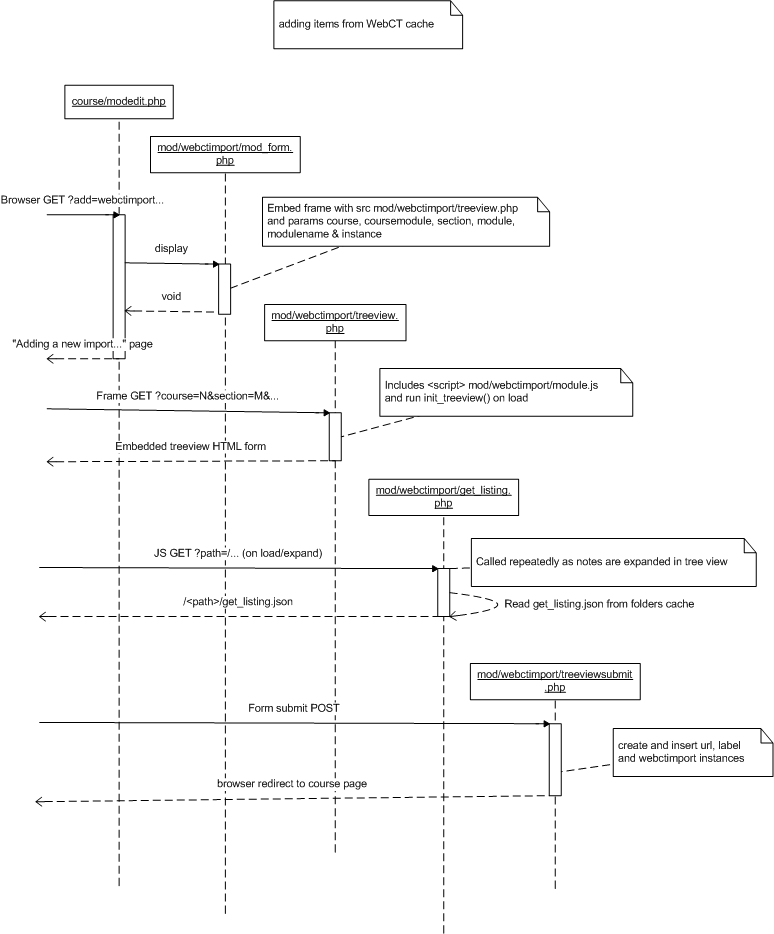 adding items from WebCT cache
course/modedit.php
mod/webctimport/mod_form.
php
Browser GET ?add=webctimport...
Embed frame with src mod/webctimport/treeview.php
and params course, coursemodule, section, module,
modulename & instance
display
void
mod/webctimport/treeview.
php
"Adding a new import..." page
Includes <script> mod/webctimport/module.js
and run init_treeview() on load
Frame GET ?course=N&section=M&...
Embedded treeview HTML form
mod/webctimport/get_listing.
php
JS GET ?path=/... (on load/expand)
Called repeatedly as notes are expanded in tree view
/<path>/get_listing.json
Read get_listing.json from folders cache
mod/webctimport/treeviewsubmit
.php
Form submit POST
create and insert url, label
and webctimport instances
browser redirect to course page